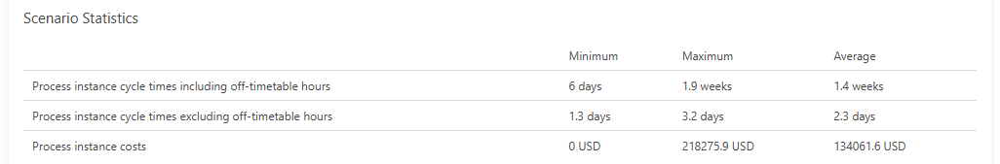 Scenario Statistics
Minimum Maximum Average
Process instance cycle times including off-timetable hours 6 days 1.9 weeks 1.4 weeks
Process instance cycle times excluding off-timetable hours 1.3 days 3.2 days 2.3 days
Process instance costs 0 USD 218275.9 USD 134061.6 USD